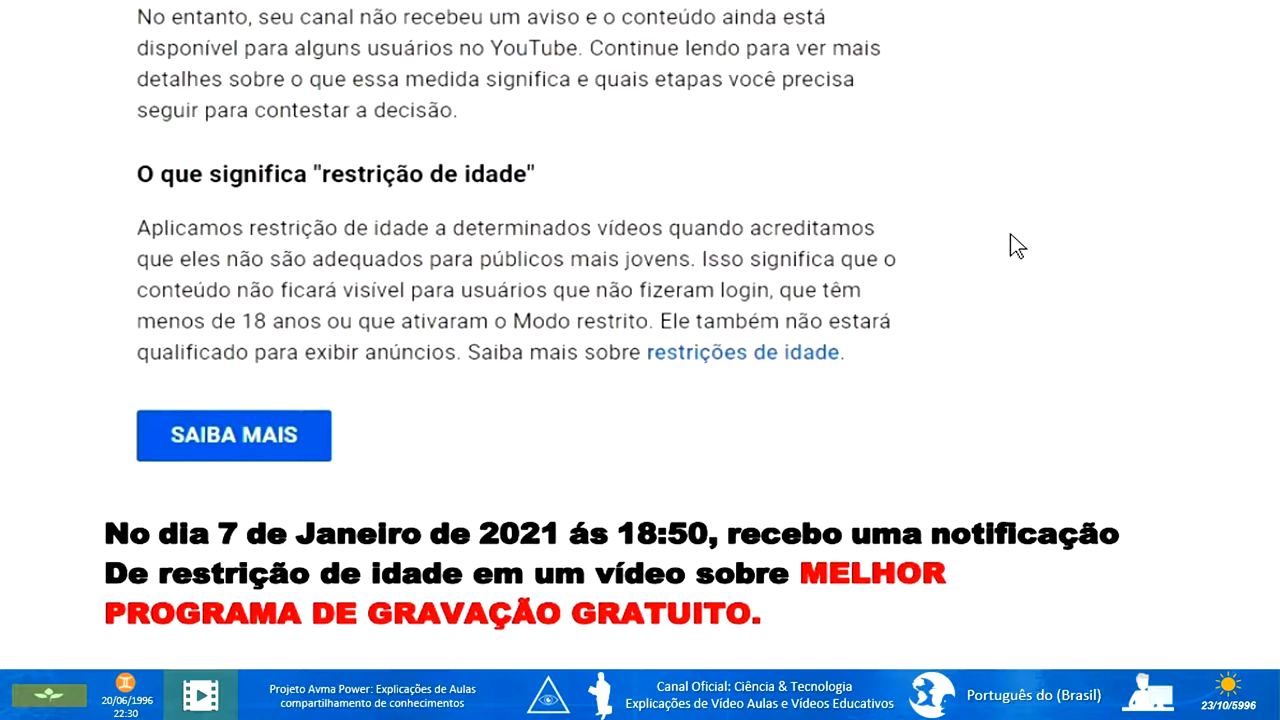 No entanto, seu canal não recebeu um aviso e o conteúdo ainda está
disponível para alguns usuários no YouTube. Continue lendo para ver mais
detalhes sobre o que essa medida significa e quais etapas você precisa
seguir para contestar a decisão.
O que significa "restrição de idade"
Aplicamos restrição de idade a determinados vídeos quando acreditamos
que eles não são adequados para públicos mais jovens. Isso significa que o
conteúdo não ficará visível para usuários que não fizeram login, que têm
menos de 18 anos ou que ativaram o Modo restrito. Ele também não estará
qualificado para exibir anúncios. Saiba mais sobre restrições de idade.
SAIBA MAIS
No dia 7 de Janeiro de 2021 ás 18:50, recebo uma notificação
De restrição de idade em um vídeo sobre MELHOR
PROGRAMA DE GRAVAÇÃO GRATUITO.
20/06/1996
22:30
Projeto Avma Power: Explicações de Aulas
compartilhamento de conhecimentos
Canal Oficial: Ciência & Tecnologia
Explicações de Vídeo Aulas e Vídeos Educativos
Português do (Brasil)
23/10/5996